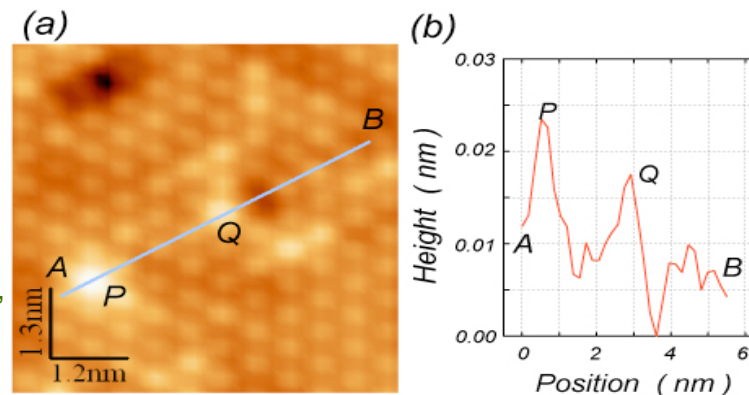 (a)
B
Q
A
P
1.3nm
1.2nm
(b)
0.03
0.02
0.01
0.00
Height ( nm )
P
Q
A
B
0
2
4
6
Position ( nm )